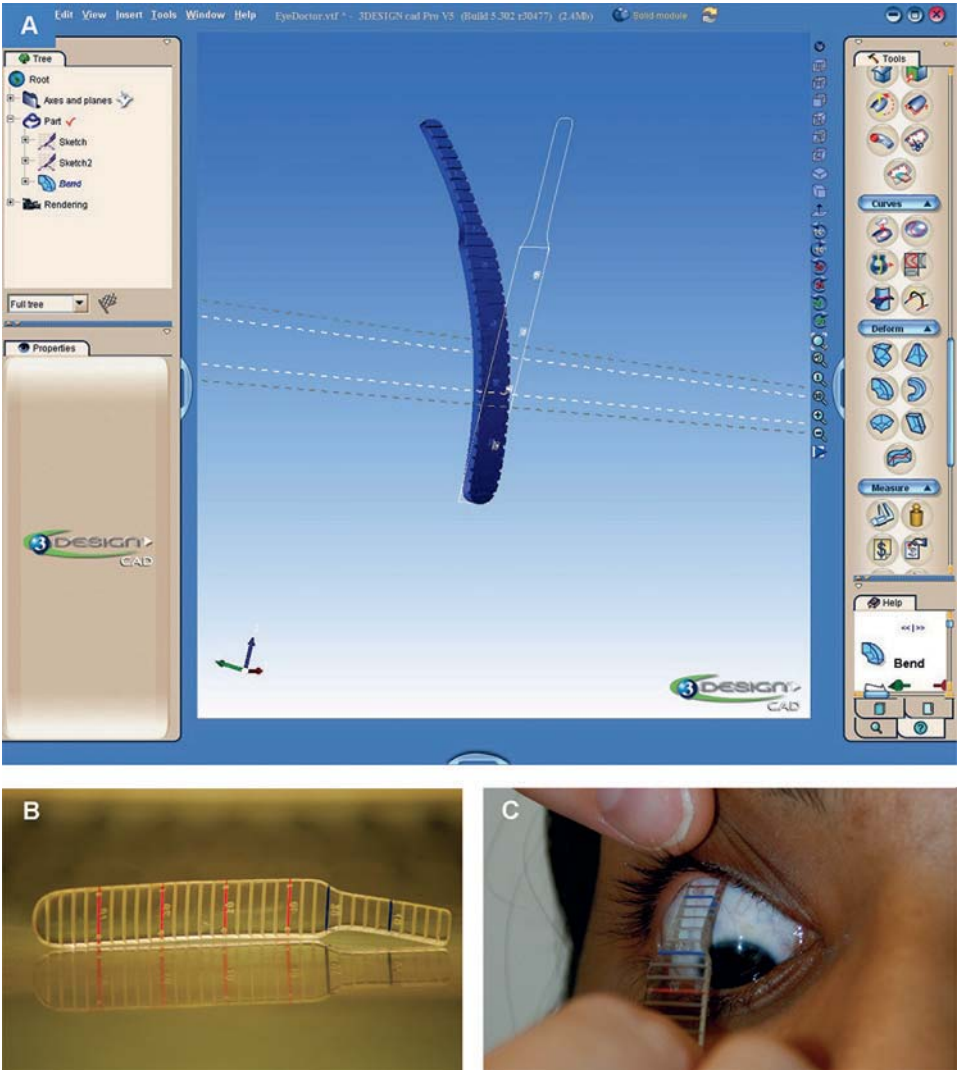 A
Edit View Insert Tools Window Help
EyeDoctor.vtf * - 3DESIGN cad Pro V5 (Build 5.302 r30477) (2.4Mb)
Solid module
Tree
Root
Axes and planes
Part
Sketch
Sketch2
Bend
Rendering
Full tree
Properties
3DESIGN
CAD
3DESIGN
CAD
Tools
Curves
Deform
Measure
Help
<< | >>
Bend
B
C